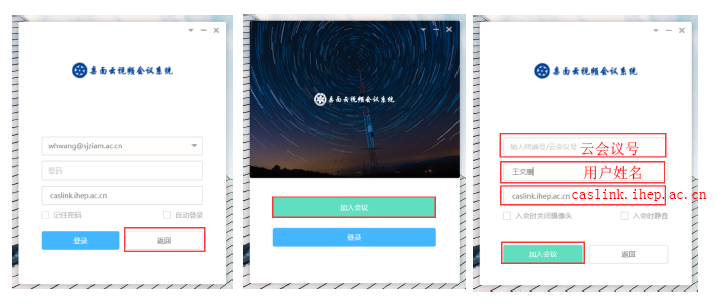 桌面云视频会议系统
whwang@sjziam.ac.cn
密码
caslink.ihep.ac.cn
记住密码
自动登录
登录
返回
桌面云视频会议系统
加入会议
登录
桌面云视频会议系统
输入终端号/云会议号 云会议号
用户姓名
caslink.ihep.ac.cn caslink.ihep.ac.cn
入会时关闭摄像头
入会时静音
加入会议
返回